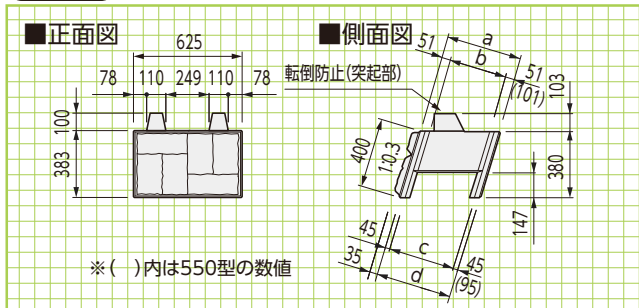 ■正面図
625
78 110 249 110 78
100
383
※( )内は550型の数値
■側面図
a
51
b
51
(101)
103
転倒防止(突起部)
400
1:0.3
380
147
45
c
45
(95)
35
d